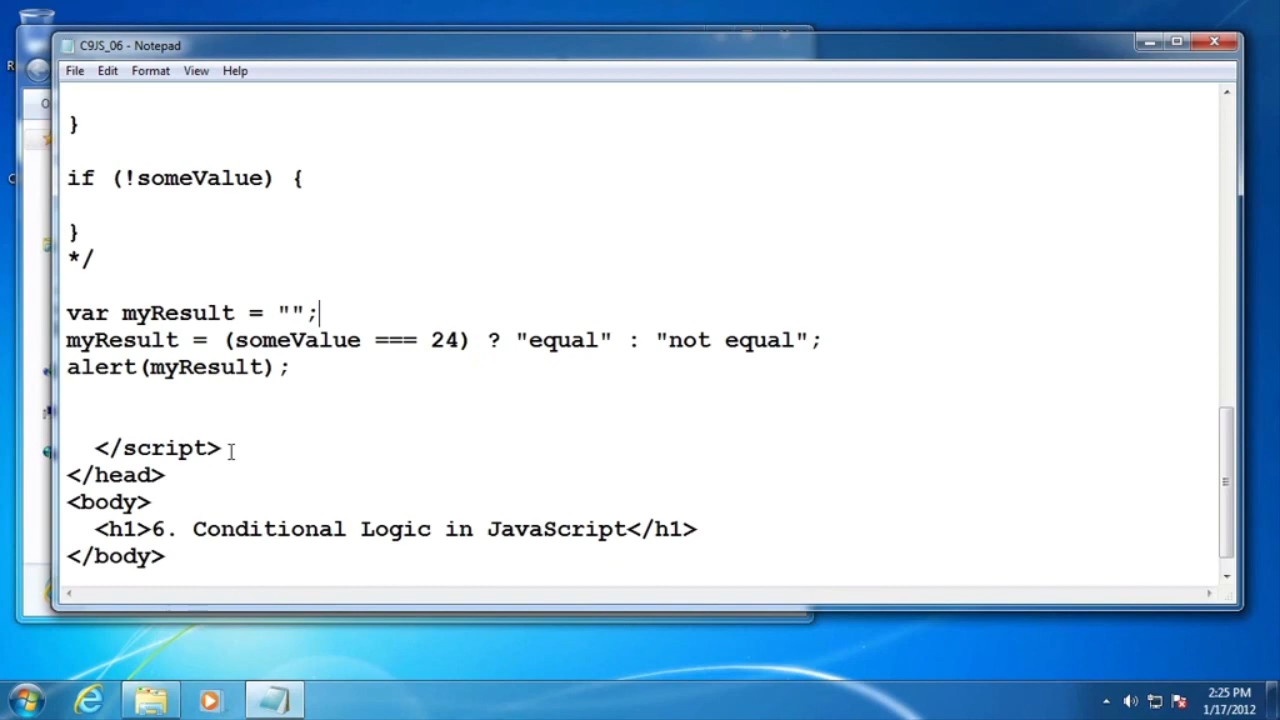 C9JS_06 - Notepad
File Edit Format View Help
}
if (!someValue) {
}
*/
var myResult = "";
myResult = (someValue === 24) ? "equal" : "not equal";
alert(myResult);
</script>
</head>
<body>
<h1>6. Conditional Logic in JavaScript</h1>
</body>
2:25 PM
1/17/2012